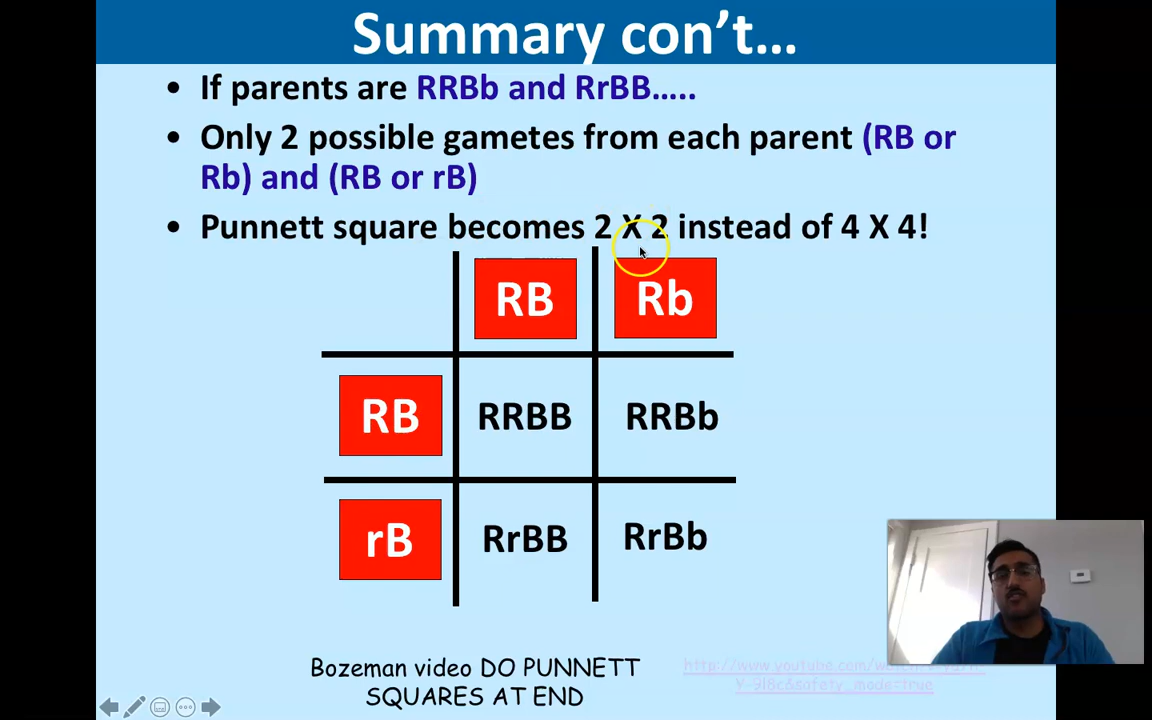 Summary con’t…
• If parents are RRBb and RrBB…..
• Only 2 possible gametes from each parent (RB or
Rb) and (RB or rB)
• Punnett square becomes 2 X 2 instead of 4 X 4!
RB Rb
RB RRBB RRBb
rB RrBB RrBb
Bozeman video DO PUNNETT
SQUARES AT END